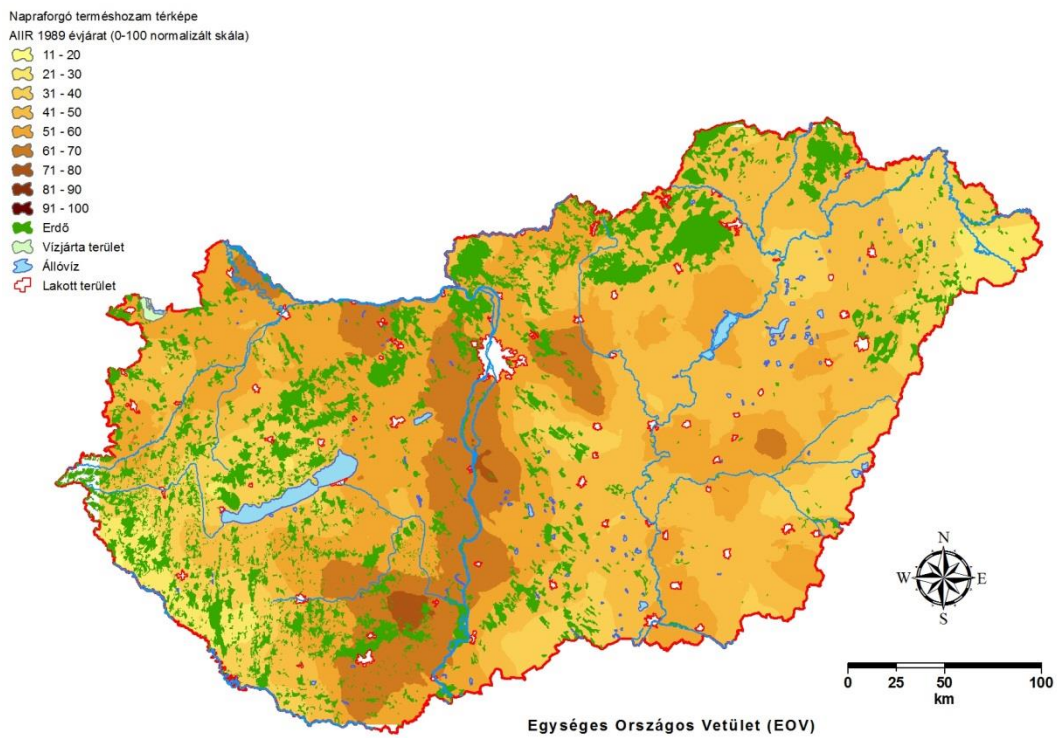 Napraforgó terméshozam térképe
AIIR 1989 évjárat (0-100 normalizált skála)
11 - 20
21 - 30
31 - 40
41 - 50
51 - 60
61 - 70
71 - 80
81 - 90
91 - 100
Erdő
Vízjárta terület
Állóvíz
Lakott terület
N
W E
S
0 25 50 100
km
Egységes Országos Vetület (EOV)